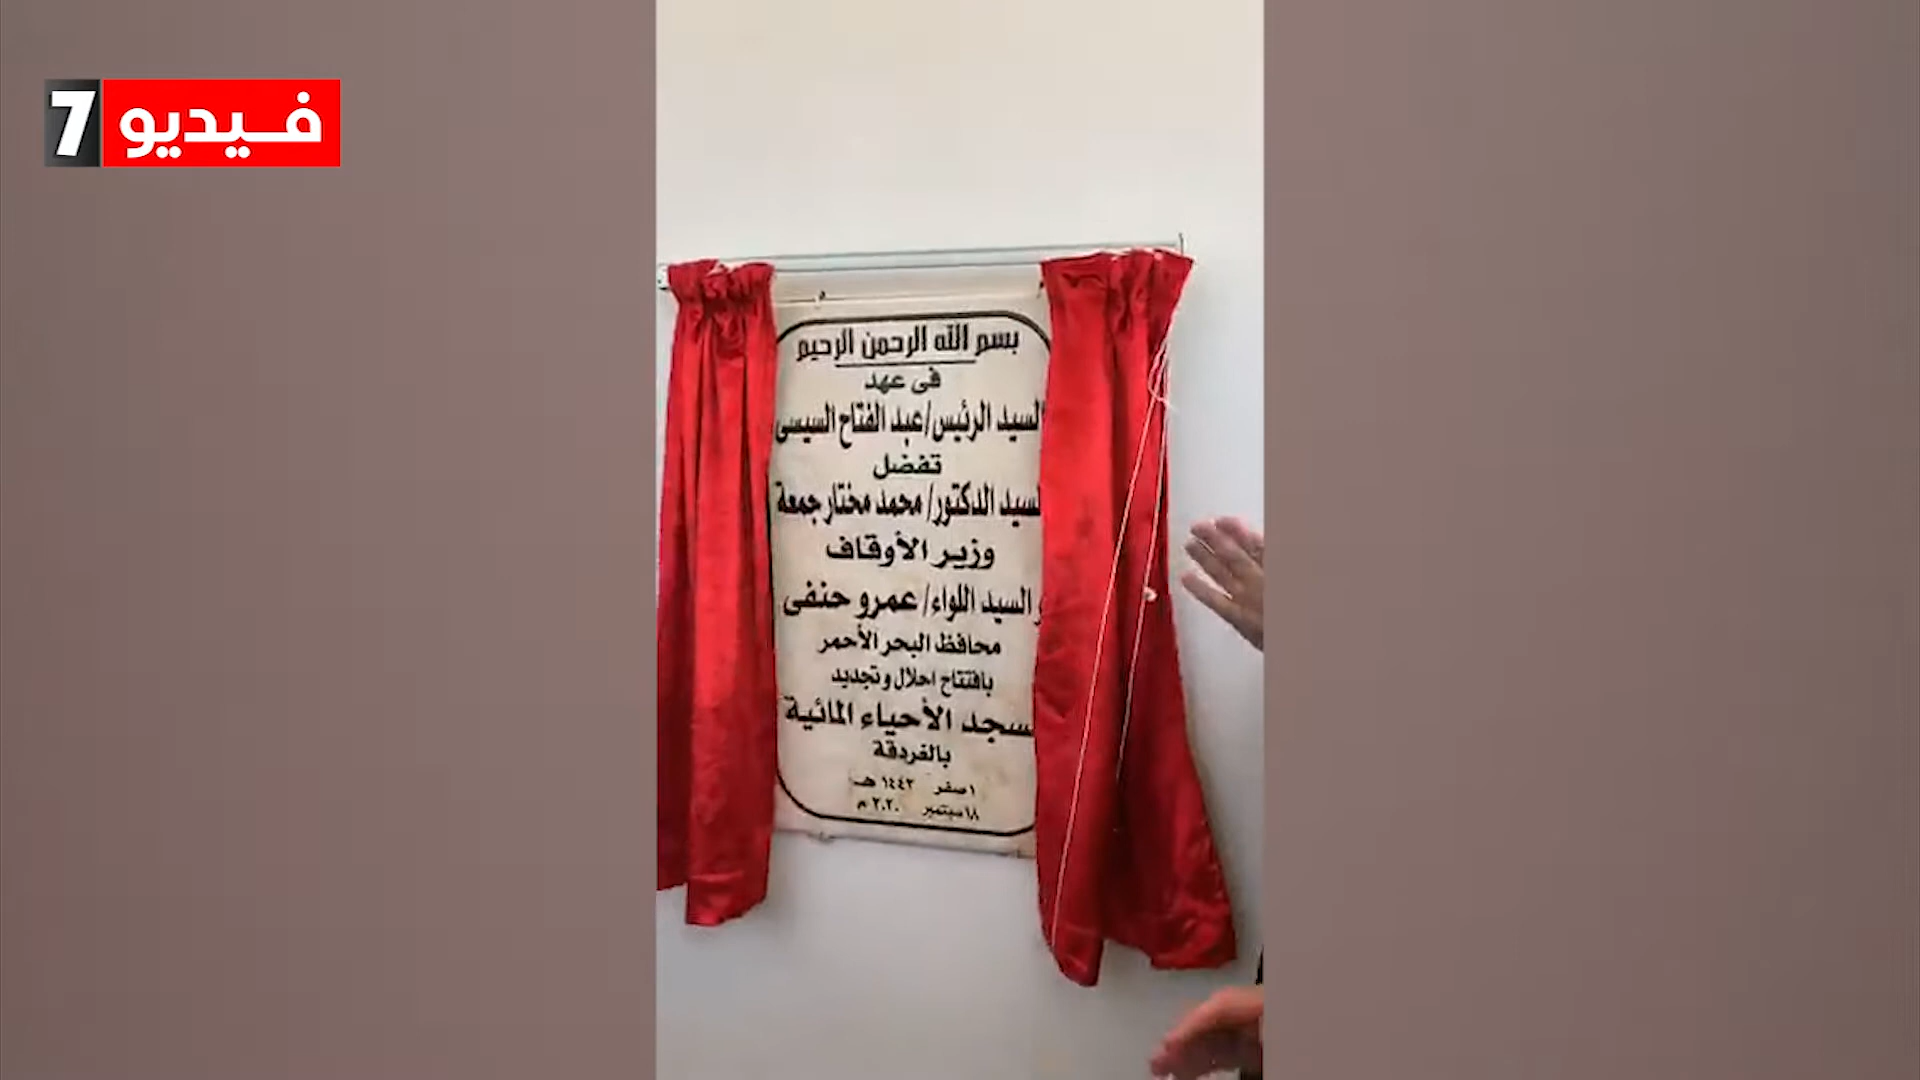 فيديو 7
بسم الله الرحمن الرحيم
فى عهد
السيد الرئيس/عبد الفتاح السيسى
تفضل
السيد الدكتور/ محمد مختار جمعة
وزير الأوقاف
و السيد اللواء/ عمرو حنفى
محافظ البحر الأحمر
بافتتاح احلال وتجديد
مسجد الأحياء المائية
بالغردقة
١ صفر ١٤٤٢ هـ
١٨ سبتمبر ٢٠٢٠ م